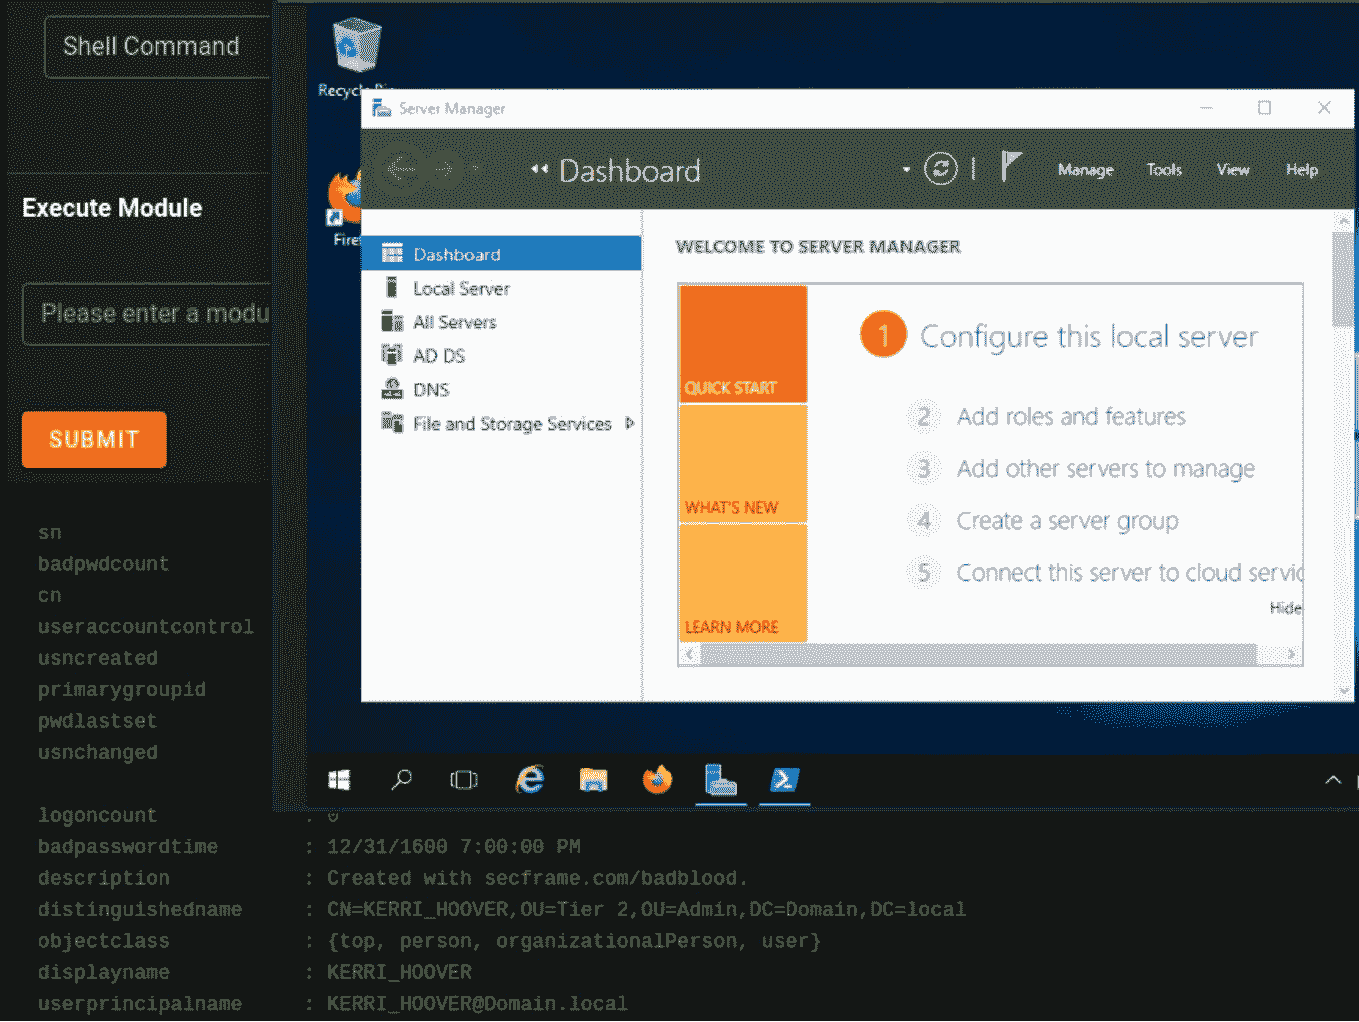 Shell Command
Execute Module
Please enter a modu
SUBMIT
Recycle Bin
Firef
Server Manager
Dashboard
Manage
Tools
View
Help
Dashboard
Local Server
All Servers
AD DS
DNS
File and Storage Services
WELCOME TO SERVER MANAGER
QUICK START
WHAT'S NEW
LEARN MORE
1 Configure this local server
2 Add roles and features
3 Add other servers to manage
4 Create a server group
5 Connect this server to cloud servic
Hide
sn
badpwdcount
cn
useraccountcontrol
usncreated
primarygroupid
pwdlastset
usnchanged
logoncount : 0
badpasswordtime : 12/31/1600 7:00:00 PM
description : Created with secframe.com/badblood.
distinguishedname : CN=KERRI_HOOVER,OU=Tier 2,OU=Admin,DC=Domain,DC=local
objectclass : {top, person, organizationalPerson, user}
displayname : KERRI_HOOVER
userprincipalname : KERRI_HOOVER@Domain.local